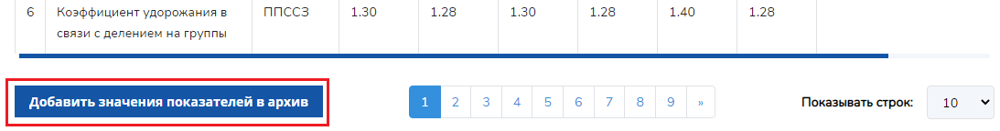 6 Коэффициент удорожания в связи с делением на группы ППССЗ 1.30 1.28 1.30 1.28 1.40 1.28
Добавить значения показателей в архив 1 2 3 4 5 6 7 8 9 » Показывать строк: 10